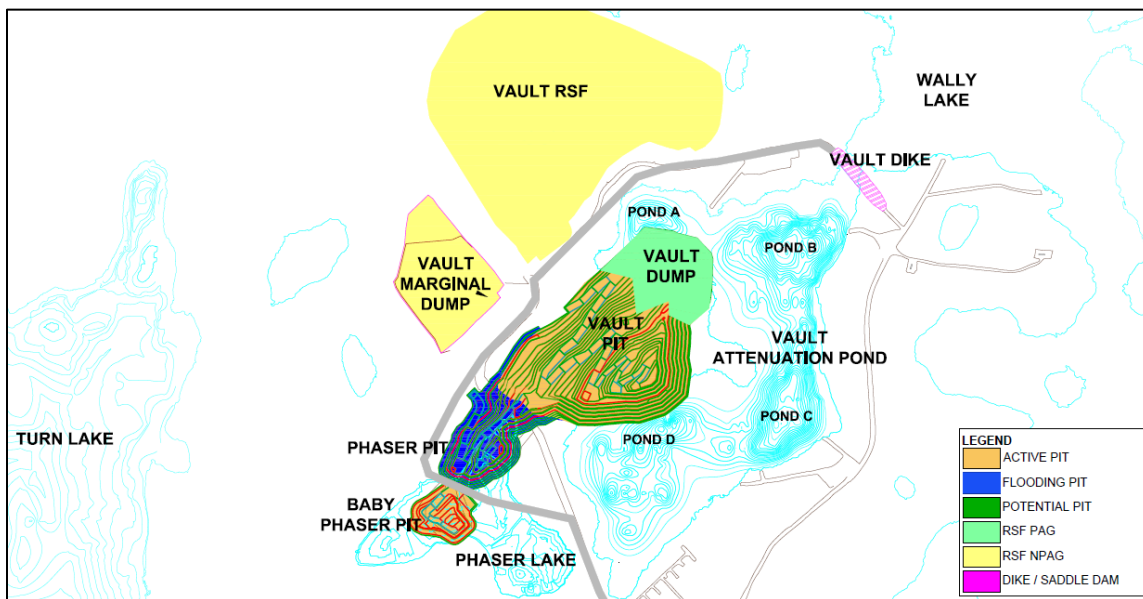 VAULT RSF
WALLY
LAKE
VAULT DIKE
POND A
POND B
VAULT
DUMP
VAULT
MARGINAL
DUMP
VAULT
PIT
VAULT
ATTENUATION POND
POND C
POND D
TURN LAKE
PHASER PIT
BABY
PHASER PIT
PHASER LAKE
LEGEND
ACTIVE PIT
FLOODING PIT
POTENTIAL PIT
RSF PAG
RSF NPAG
DIKE / SADDLE DAM